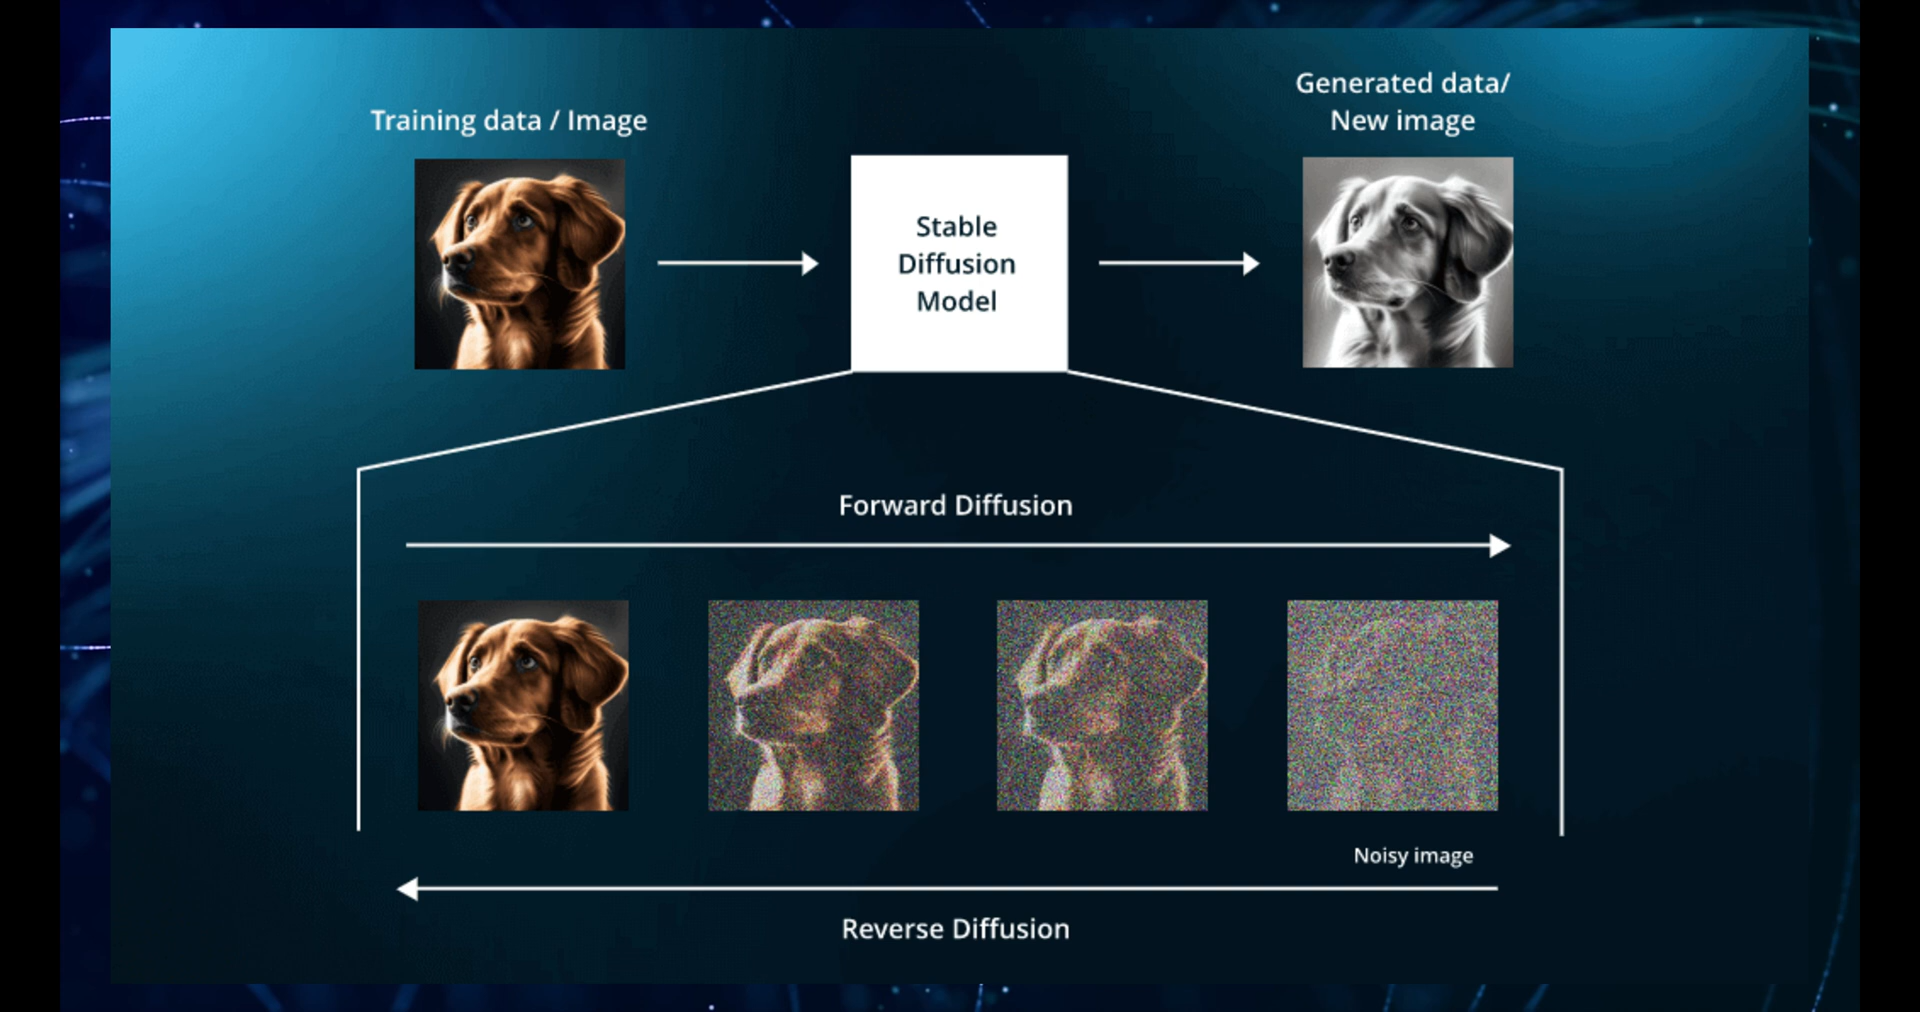 Training data / Image
Generated data/
New image
Stable
Diffusion
Model
Forward Diffusion
Noisy image
Reverse Diffusion